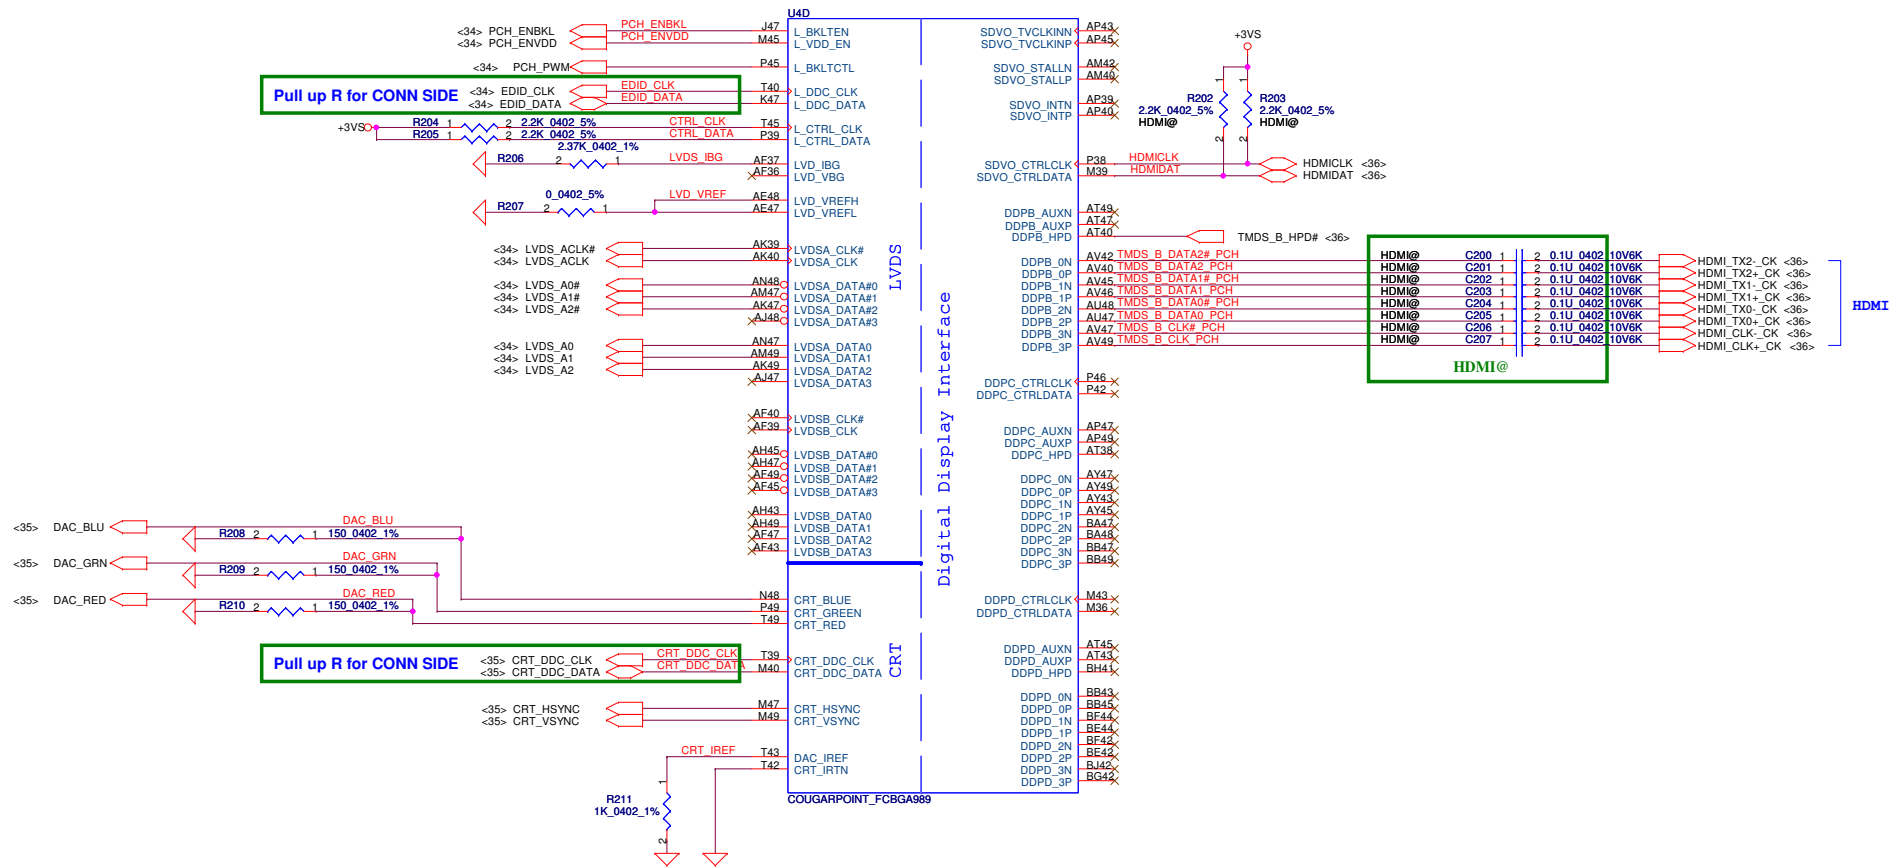 U4D
<34> PCH_ENBKL PCH_ENBKL J47 L_BKLTEN
<34> PCH_ENVDD PCH_ENVDD M45 L_VDD_EN
<34> PCH_PWM P45 L_BKLTCTL
Pull up R for CONN SIDE
<34> EDID_CLK EDID_CLK T40 L_DDC_CLK
<34> EDID_DATA EDID_DATA K47 L_DDC_DATA
+3VS
R204 1 2 2.2K_0402_5% CTRL_CLK T45 L_CTRL_CLK
R205 1 2 2.2K_0402_5% CTRL_DATA P39 L_CTRL_DATA
2.37K_0402_1%
R206 2 1 LVDS_IBG AF37 LVD_IBG
AF36 LVD_VBG
0_0402_5% LVD_VREF AE48 LVD_VREFH
R207 2 1 AE47 LVD_VREFL
<34> LVDS_ACLK# AK39 LVDSA_CLK#
<34> LVDS_ACLK AK40 LVDSA_CLK
<34> LVDS_A0# AN48 LVDSA_DATA#0
<34> LVDS_A1# AM47 LVDSA_DATA#1
<34> LVDS_A2# AK47 LVDSA_DATA#2
AJ48 LVDSA_DATA#3
<34> LVDS_A0 AN47 LVDSA_DATA0
<34> LVDS_A1 AM49 LVDSA_DATA1
<34> LVDS_A2 AK49 LVDSA_DATA2
AJ47 LVDSA_DATA3
AF40 LVDSB_CLK#
AF39 LVDSB_CLK
AH45 LVDSB_DATA#0
AH47 LVDSB_DATA#1
AF49 LVDSB_DATA#2
AF45 LVDSB_DATA#3
AH43 LVDSB_DATA0
AH49 LVDSB_DATA1
AF47 LVDSB_DATA2
AF43 LVDSB_DATA3
LVDS
<35> DAC_BLU DAC_BLU
R208 2 1 150_0402_1%
<35> DAC_GRN DAC_GRN
R209 2 1 150_0402_1%
<35> DAC_RED DAC_RED
R210 2 1 150_0402_1%
N48 CRT_BLUE
P49 CRT_GREEN
T49 CRT_RED
Pull up R for CONN SIDE
<35> CRT_DDC_CLK CRT_DDC_CLK T39 CRT_DDC_CLK
<35> CRT_DDC_DATA CRT_DDC_DATA M40 CRT_DDC_DATA
<35> CRT_HSYNC M47 CRT_HSYNC
<35> CRT_VSYNC M49 CRT_VSYNC
CRT_IREF T43 DAC_IREF
T42 CRT_IRTN
CRT
1
R211
1K_0402_1%
2
COUGARPOINT_FCBGA989
Digital Display Interface
SDVO_TVCLKINN AP43
SDVO_TVCLKINP AP45
SDVO_STALLN AM42
SDVO_STALLP AM40
SDVO_INTN AP39
SDVO_INTP AP40
+3VS
1 1
R202 R203
2.2K_0402_5% 2.2K_0402_5%
HDMI@ HDMI@
2 2
SDVO_CTRLCLK P38 HDMICLK HDMICLK <36>
SDVO_CTRLDATA M39 HDMIDAT HDMIDAT <36>
DDPB_AUXN AT49
DDPB_AUXP AT47
DDPB_HPD AT40 TMDS_B_HPD# <36>
DDPB_0N AV42 TMDS_B_DATA2#_PCH HDMI@ C200 1 2 0.1U_0402_10V6K HDMI_TX2-_CK <36>
DDPB_0P AV40 TMDS_B_DATA2_PCH HDMI@ C201 1 2 0.1U_0402_10V6K HDMI_TX2+_CK <36>
DDPB_1N AV45 TMDS_B_DATA1#_PCH HDMI@ C202 1 2 0.1U_0402_10V6K HDMI_TX1-_CK <36>
DDPB_1P AV46 TMDS_B_DATA1_PCH HDMI@ C203 1 2 0.1U_0402_10V6K HDMI_TX1+_CK <36>
DDPB_2N AU48 TMDS_B_DATA0#_PCH HDMI@ C204 1 2 0.1U_0402_10V6K HDMI_TX0-_CK <36>
DDPB_2P AU47 TMDS_B_DATA0_PCH HDMI@ C205 1 2 0.1U_0402_10V6K HDMI_TX0+_CK <36>
DDPB_3N AV47 TMDS_B_CLK#_PCH HDMI@ C206 1 2 0.1U_0402_10V6K HDMI_CLK-_CK <36>
DDPB_3P AV49 TMDS_B_CLK_PCH HDMI@ C207 1 2 0.1U_0402_10V6K HDMI_CLK+_CK <36>
HDMI
HDMI@
DDPC_CTRLCLK P46
DDPC_CTRLDATA P42
DDPC_AUXN AP47
DDPC_AUXP AP49
DDPC_HPD AT38
DDPC_0N AY47
DDPC_0P AY49
DDPC_1N AY43
DDPC_1P AY45
DDPC_2N BA47
DDPC_2P BA48
DDPC_3N BB47
DDPC_3P BB49
DDPD_CTRLCLK M43
DDPD_CTRLDATA M36
DDPD_AUXN AT45
DDPD_AUXP AT43
DDPD_HPD BH41
DDPD_0N BB43
DDPD_0P BB45
DDPD_1N BF44
DDPD_1P BE44
DDPD_2N BF42
DDPD_2P BE42
DDPD_3N BJ42
DDPD_3P BG42